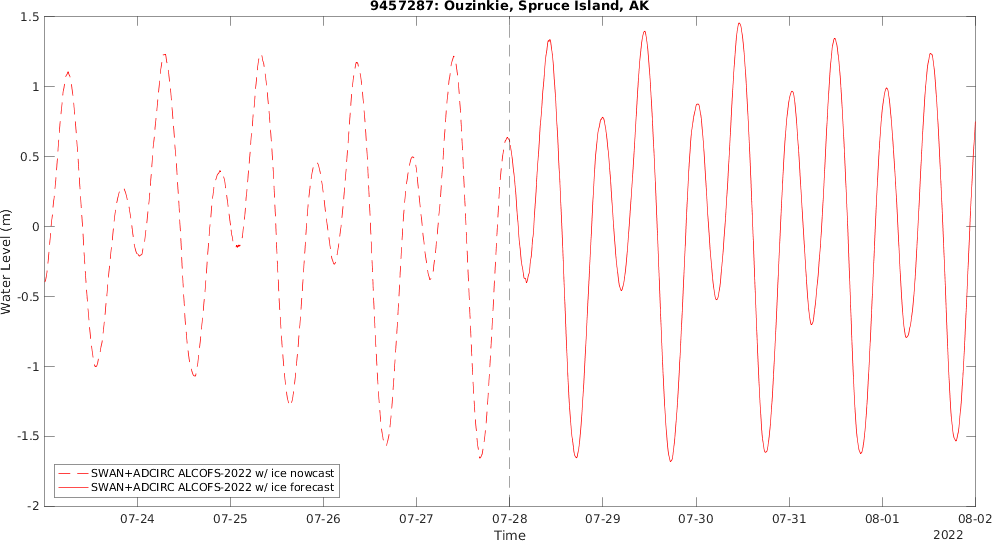 9457287: Ouzinkie, Spruce Island, AK
1.5
1
0.5
0
-0.5
-1
-1.5
-2
Water Level (m)
SWAN+ADCIRC ALCOFS-2022 w/ ice nowcast
SWAN+ADCIRC ALCOFS-2022 w/ ice forecast
07-24 07-25 07-26 07-27 07-28 07-29 07-30 07-31 08-01 08-02
Time
2022